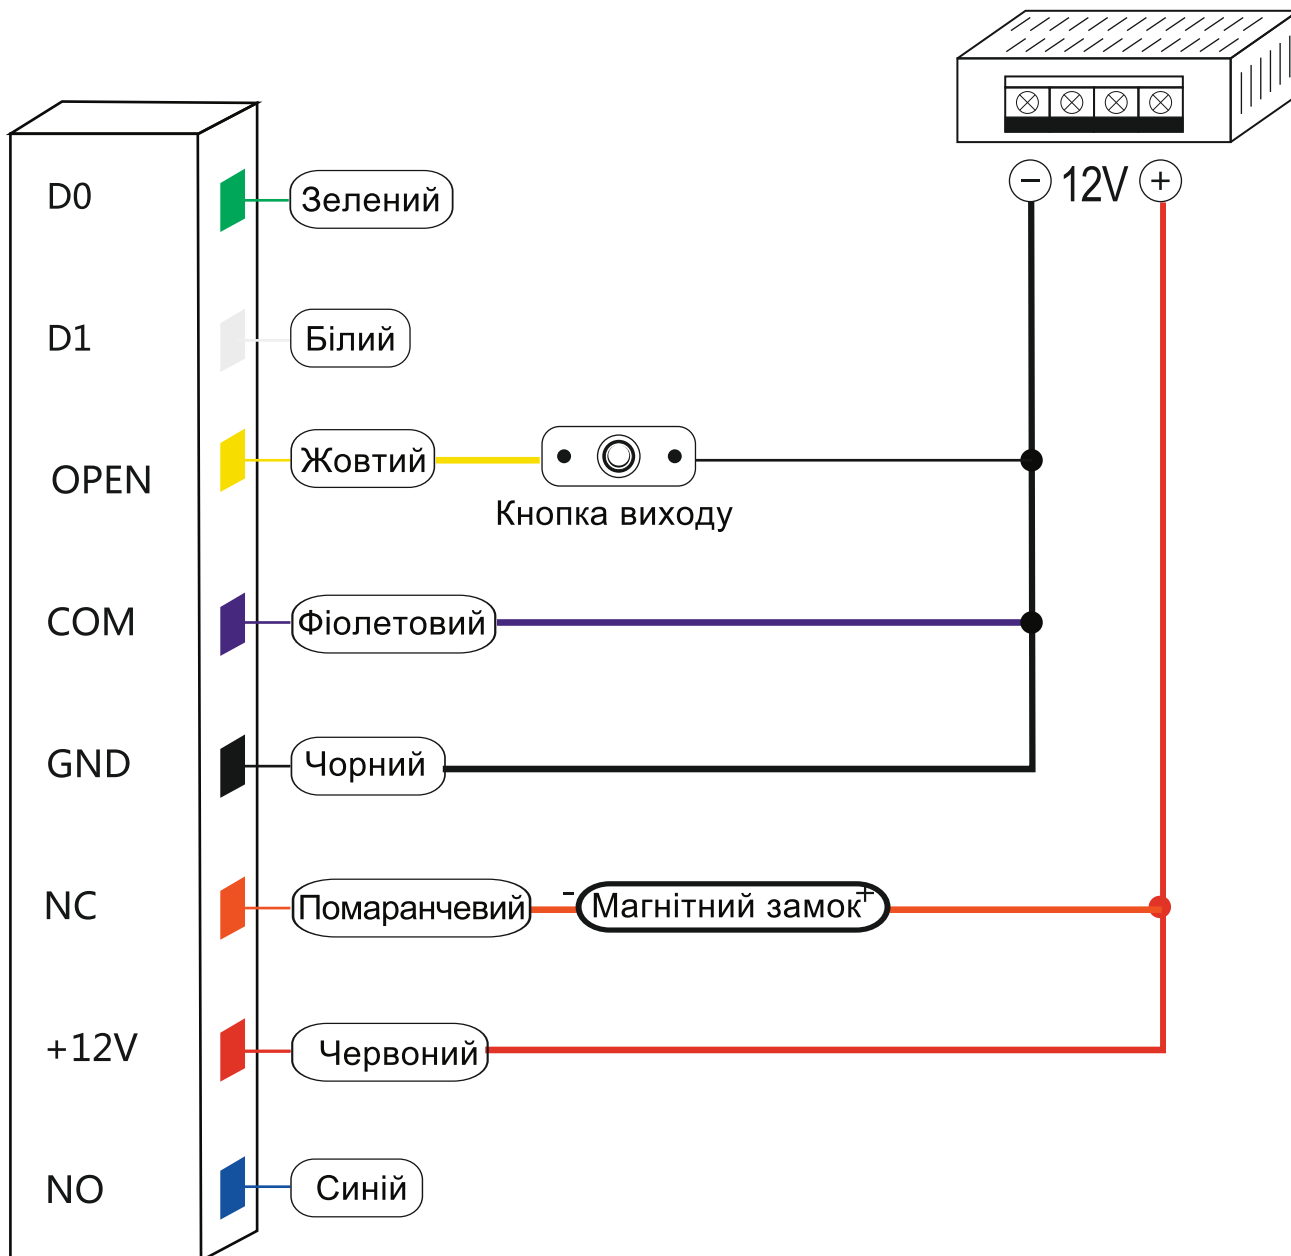 − 12V +
D0 Зелений
D1 Білий
OPEN Жовтий
Кнопка виходу
COM Фіолетовий
GND Чорний
NC Помаранчевий - Магнітний замок +
+12V Червоний
NO Синій